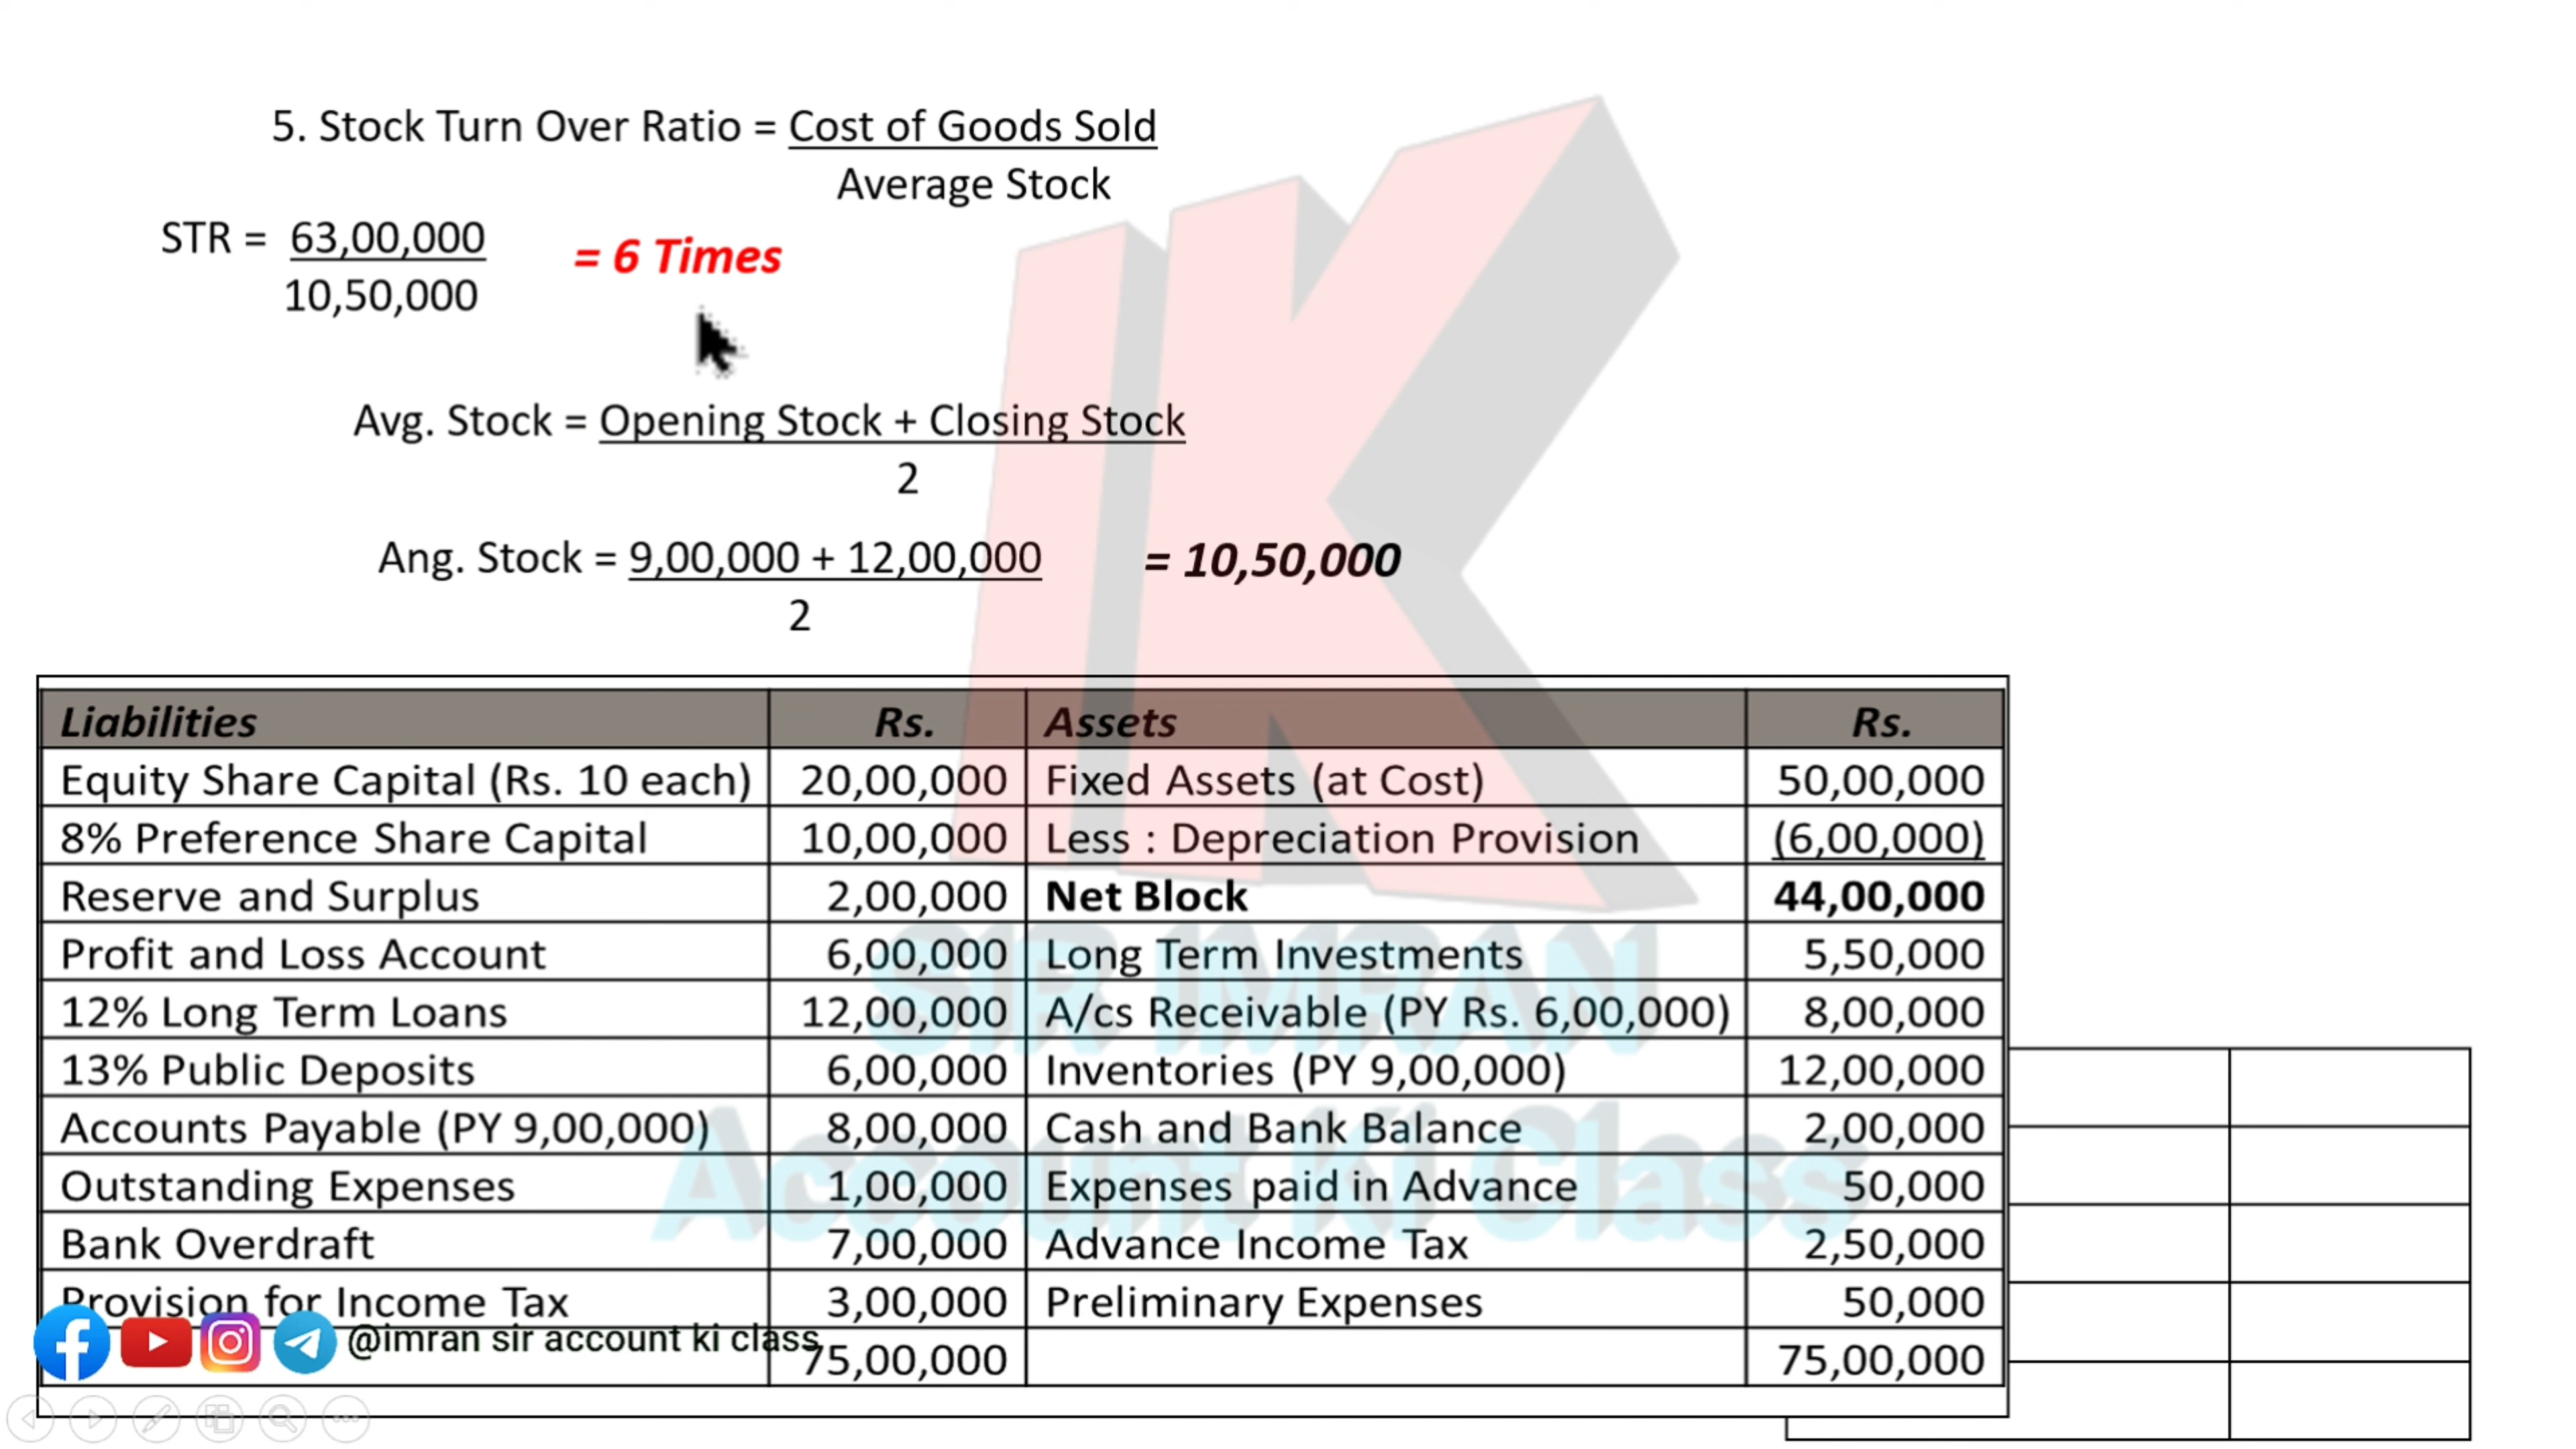 5. Stock Turn Over Ratio = Cost of Goods Sold
Average Stock
STR = 63,00,000
= 6 Times
10,50,000
Avg. Stock = Opening Stock + Closing Stock
2
Ang. Stock = 9,00,000 + 12,00,000 = 10,50,000
2
Liabilities Rs. Assets Rs.
Equity Share Capital (Rs. 10 each) 20,00,000 Fixed Assets (at Cost) 50,00,000
8% Preference Share Capital 10,00,000 Less : Depreciation Provision (6,00,000)
Reserve and Surplus 2,00,000 Net Block 44,00,000
Profit and Loss Account 6,00,000 Long Term Investments 5,50,000
12% Long Term Loans 12,00,000 A/cs Receivable (PY Rs. 6,00,000) 8,00,000
13% Public Deposits 6,00,000 Inventories (PY 9,00,000) 12,00,000
Accounts Payable (PY 9,00,000) 8,00,000 Cash and Bank Balance 2,00,000
Outstanding Expenses 1,00,000 Expenses paid in Advance 50,000
Bank Overdraft 7,00,000 Advance Income Tax 2,50,000
Provision for Income Tax 3,00,000 Preliminary Expenses 50,000
75,00,000 75,00,000
@imran sir account ki class
SIR IMRAN
Account Ki Class